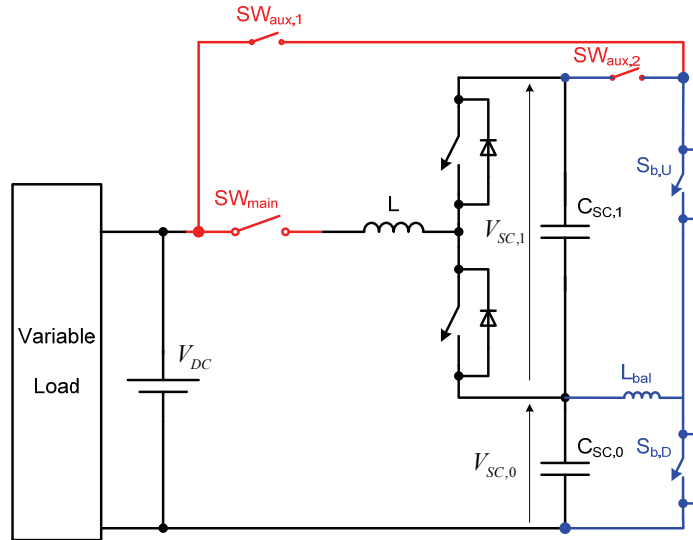 SWaux,1
SWaux,2
Sb,U
SWmain
L
VSC,1
CSC,1
Variable
Load
VDC
Lbal
VSC,0
CSC,0
Sb,D